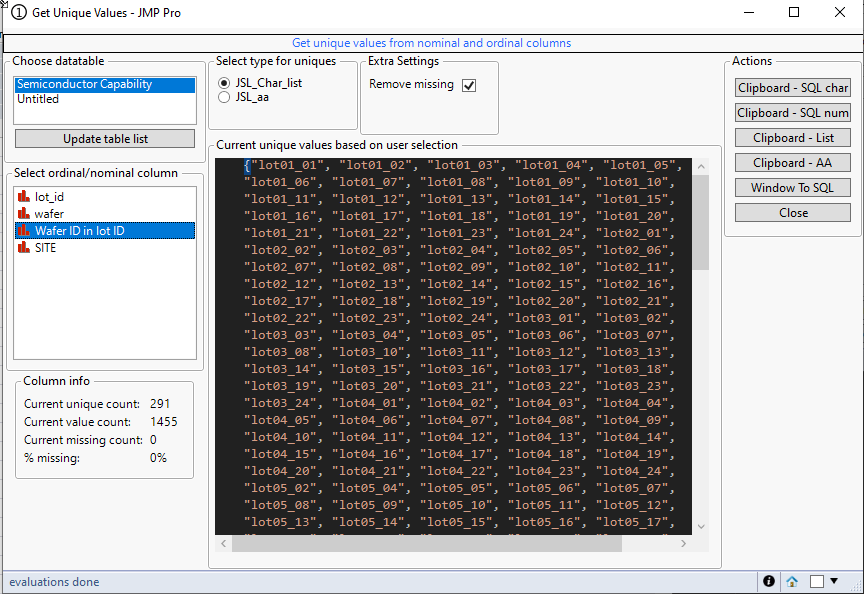 Get Unique Values - JMP Pro
Get unique values from nominal and ordinal columns
Choose datatable
Semiconductor Capability
Untitled
Update table list
Select ordinal/nominal column
lot_id
wafer
Wafer ID in lot ID
SITE
Column info
Current unique count: 291
Current value count: 1455
Current missing count: 0
% missing: 0%
Select type for uniques
JSL_Char_list
JSL_aa
Extra Settings
Remove missing
Current unique values based on user selection
{"lot01_01", "lot01_02", "lot01_03", "lot01_04", "lot01_05",
"lot01_06", "lot01_07", "lot01_08", "lot01_09", "lot01_10",
"lot01_11", "lot01_12", "lot01_13", "lot01_14", "lot01_15",
"lot01_16", "lot01_17", "lot01_18", "lot01_19", "lot01_20",
"lot01_21", "lot01_22", "lot01_23", "lot01_24", "lot02_01",
"lot02_02", "lot02_03", "lot02_04", "lot02_05", "lot02_06",
"lot02_07", "lot02_08", "lot02_09", "lot02_10", "lot02_11",
"lot02_12", "lot02_13", "lot02_14", "lot02_15", "lot02_16",
"lot02_17", "lot02_18", "lot02_19", "lot02_20", "lot02_21",
"lot02_22", "lot02_23", "lot02_24", "lot03_01", "lot03_02",
"lot03_03", "lot03_04", "lot03_05", "lot03_06", "lot03_07",
"lot03_08", "lot03_10", "lot03_11", "lot03_12", "lot03_13",
"lot03_14", "lot03_15", "lot03_16", "lot03_17", "lot03_18",
"lot03_19", "lot03_20", "lot03_21", "lot03_22", "lot03_23",
"lot03_24", "lot04_01", "lot04_02", "lot04_03", "lot04_04",
"lot04_05", "lot04_06", "lot04_07", "lot04_08", "lot04_09",
"lot04_10", "lot04_11", "lot04_12", "lot04_13", "lot04_14",
"lot04_15", "lot04_16", "lot04_17", "lot04_18", "lot04_19",
"lot04_20", "lot04_21", "lot04_22", "lot04_23", "lot04_24",
"lot05_02", "lot05_04", "lot05_05", "lot05_06", "lot05_07",
"lot05_08", "lot05_09", "lot05_10", "lot05_11", "lot05_12",
"lot05_13", "lot05_14", "lot05_15", "lot05_16", "lot05_17",
Actions
Clipboard - SQL char
Clipboard - SQL num
Clipboard - List
Clipboard - AA
Window To SQL
Close
evaluations done